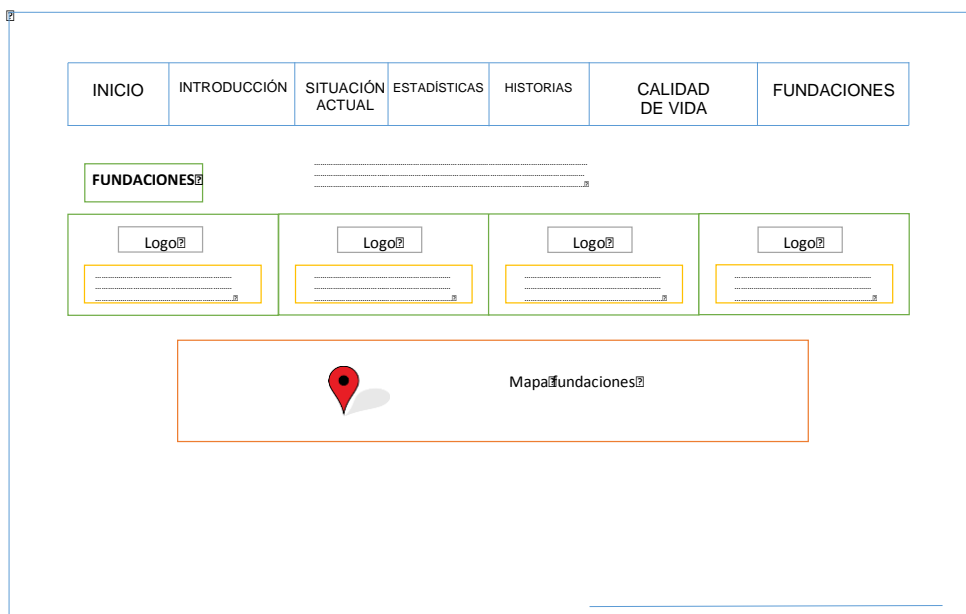 INICIO
INTRODUCCIÓN
SITUACIÓN
ACTUAL
ESTADÍSTICAS
HISTORIAS
CALIDAD
DE VIDA
FUNDACIONES
FUNDACIONES
Logo
Logo
Logo
Logo
Mapa fundaciones